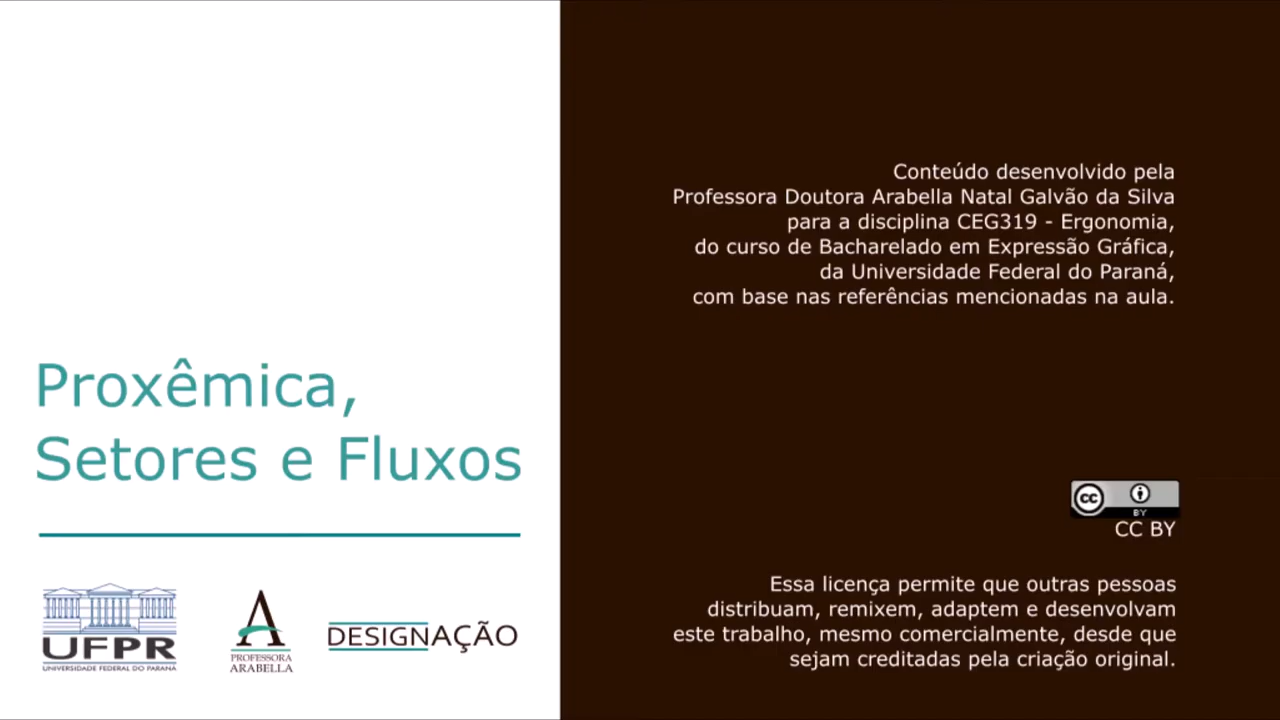 Proxêmica,
Setores e Fluxos
UFPR
UNIVERSIDADE FEDERAL DO PARANÁ
A
PROFESSORA
ARABELLA
DESIGNAÇÃO
Conteúdo desenvolvido pela
Professora Doutora Arabella Natal Galvão da Silva
para a disciplina CEG319 - Ergonomia,
do curso de Bacharelado em Expressão Gráfica,
da Universidade Federal do Paraná,
com base nas referências mencionadas na aula.
cc
BY
CC BY
Essa licença permite que outras pessoas
distribuam, remixem, adaptem e desenvolvam
este trabalho, mesmo comercialmente, desde que
sejam creditadas pela criação original.